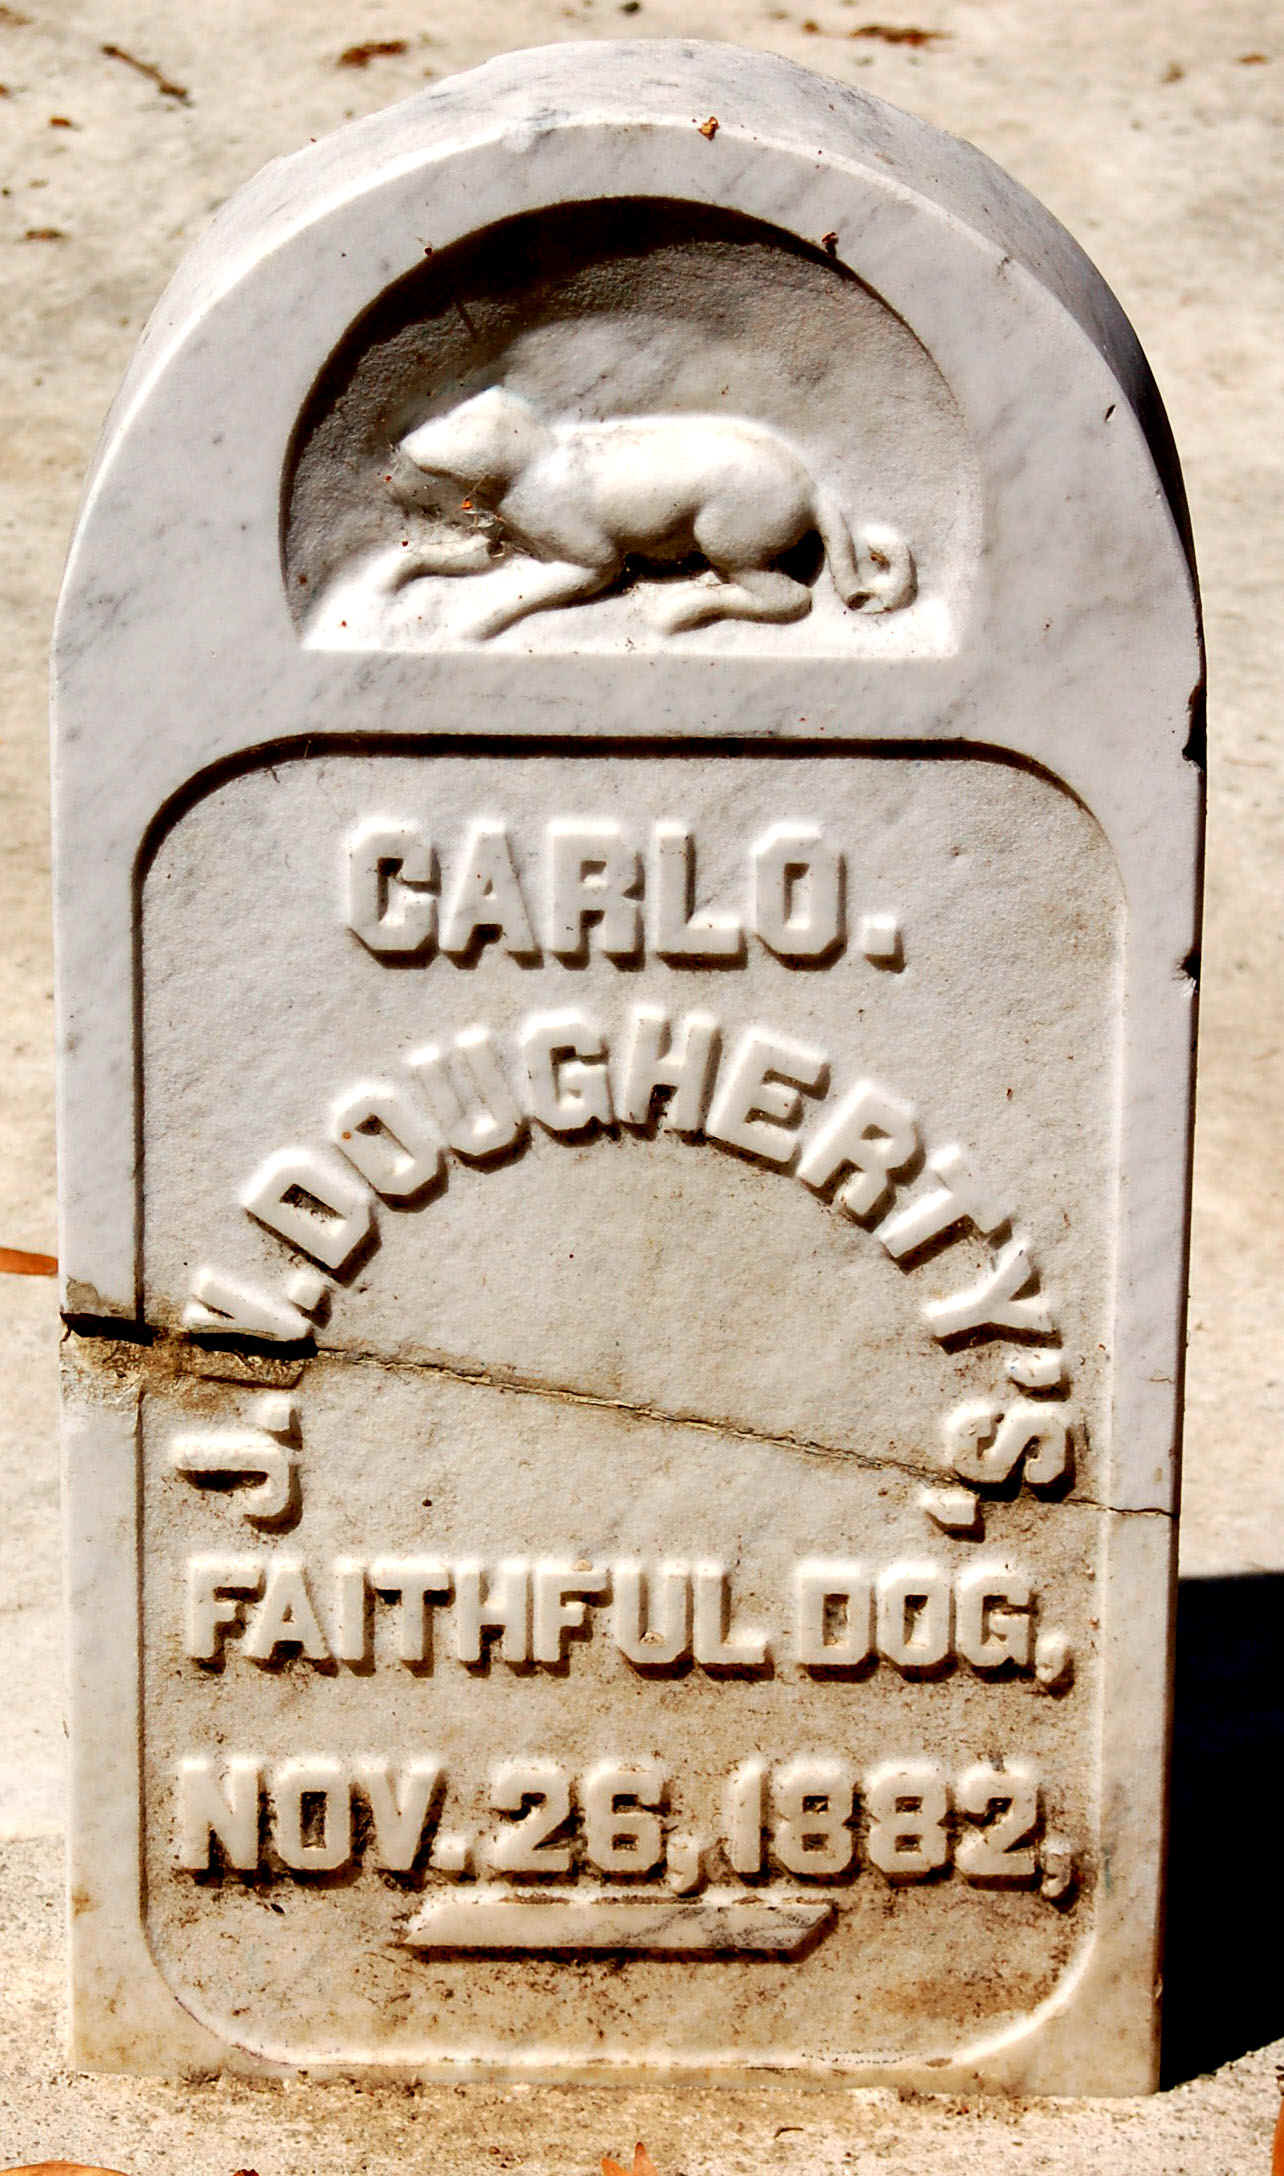 CARLO.
J. V. DOUGHERTY'S,
FAITHFUL DOG,
NOV. 26, 1882,